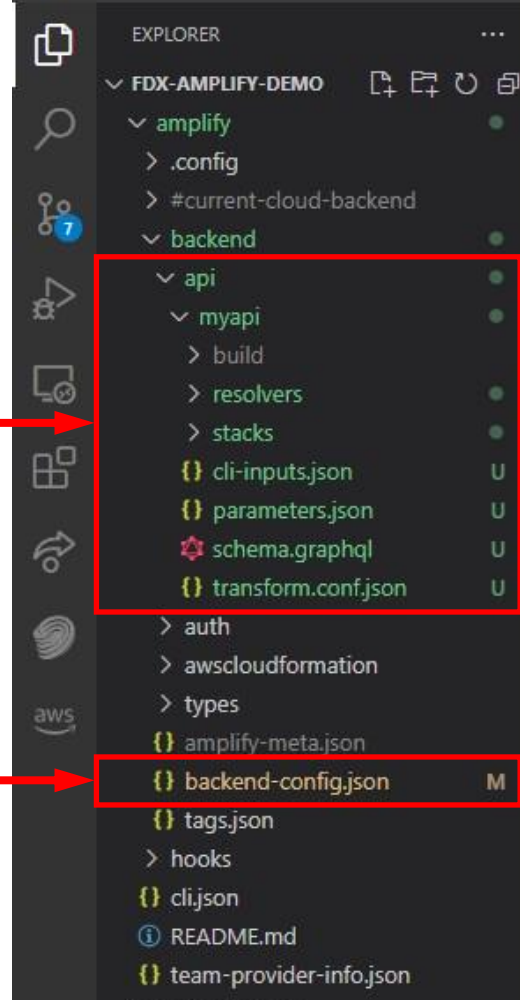 EXPLORER
FDX-AMPLIFY-DEMO
amplify
.config
#current-cloud-backend
7
backend
api
myapi
build
resolvers
stacks
{} cli-inputs.json U
{} parameters.json U
schema.graphql U
{} transform.conf.json U
auth
awscloudformation
types
aws
{} amplify-meta.json
{} backend-config.json M
{} tags.json
hooks
{} cli.json
README.md
{} team-provider-info.json